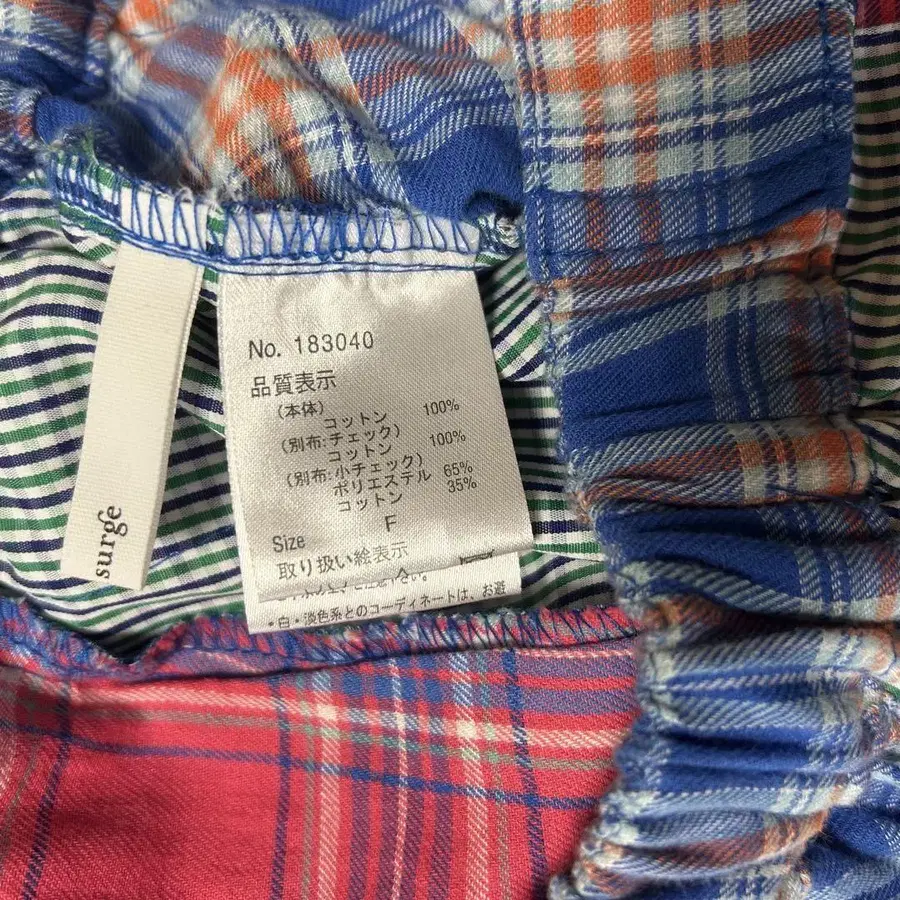 surge
No. 183040
品質表示
(本体)
コットン 100%
(別布:チェック)
コットン 100%
(別布:小チェック)
ポリエステル 65%
コットン 35%
Size F
取り扱い絵表示
さい。
・白・淡色系とのコーディネートは、お避